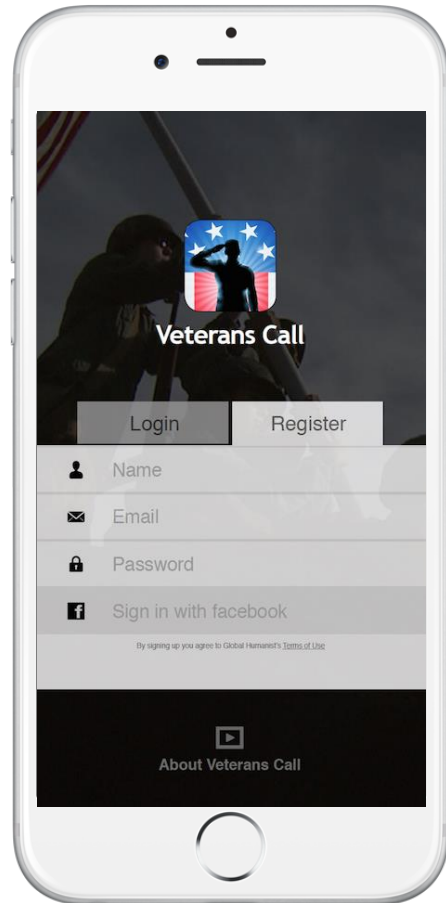 Veterans Call
Login
Register
Name
Email
Password
Sign in with facebook
By signing up you agree to Global Humanist's Terms of Use
About Veterans Call